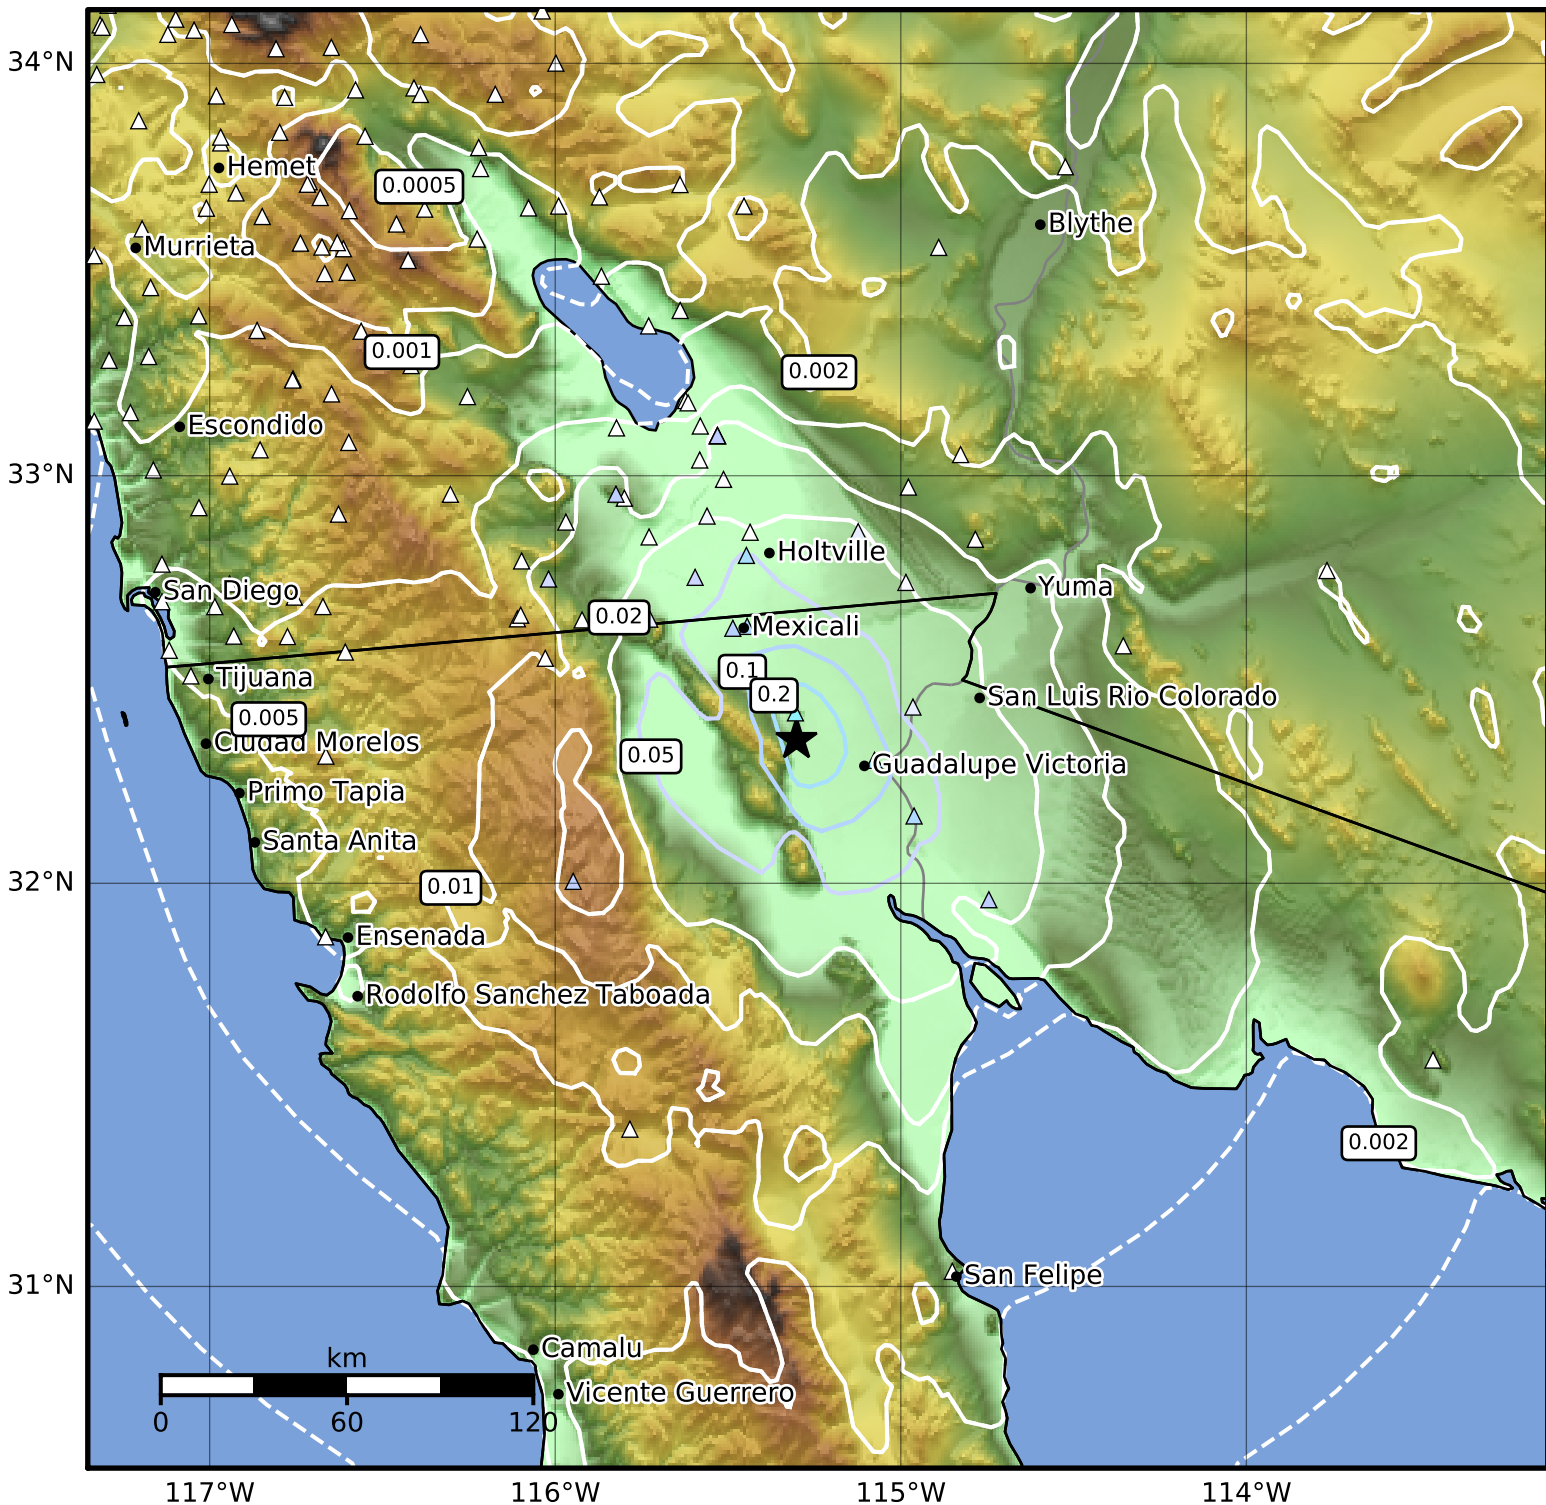 34°N
Hemet
0.0005
Blythe
Murrieta
0.001
0.002
Escondido
33°N
Holtville
San Diego
Yuma
0.02
Mexicali
0.1
Tijuana
0.2
San Luis Rio Colorado
0.005
Ciudad Morelos
0.05
Guadalupe Victoria
Primo Tapia
Santa Anita
32°N
0.01
Ensenada
Rodolfo Sanchez Taboada
0.002
San Felipe
31°N
Camalu
km
Vicente Guerrero
0 60 120
117°W 116°W 115°W 114°W